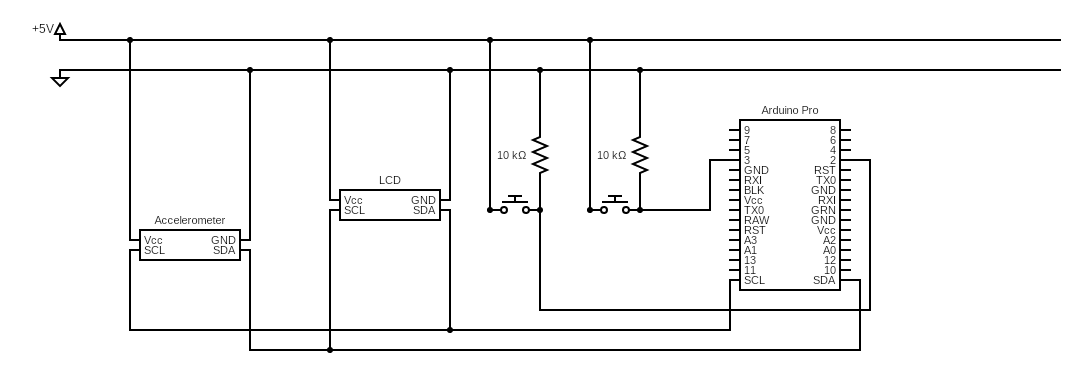 +5V
Arduino Pro
9 8
7 6
5 4
3 2
GND RST
RXI TX0
BLK GND
Vcc RXI
TX0 GRN
RAW GND
RST Vcc
A3 A2
A1 A0
13 12
11 10
SCL SDA
10 kΩ 10 kΩ
LCD
Vcc GND
SCL SDA
Accelerometer
Vcc GND
SCL SDA